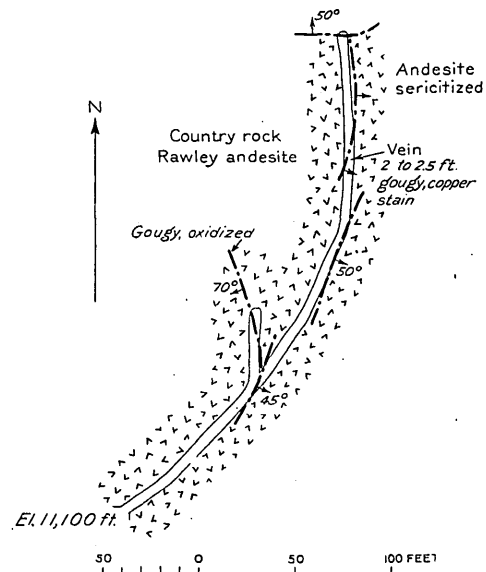 50°
Andesite
sericitized
N
Country rock
Rawley andesite
Vein
2 to 2.5 ft.
gougy, copper
stain
Gougy, oxidized
70°
50°
45°
El. 11,100 ft.
50 0 50 100 FEET